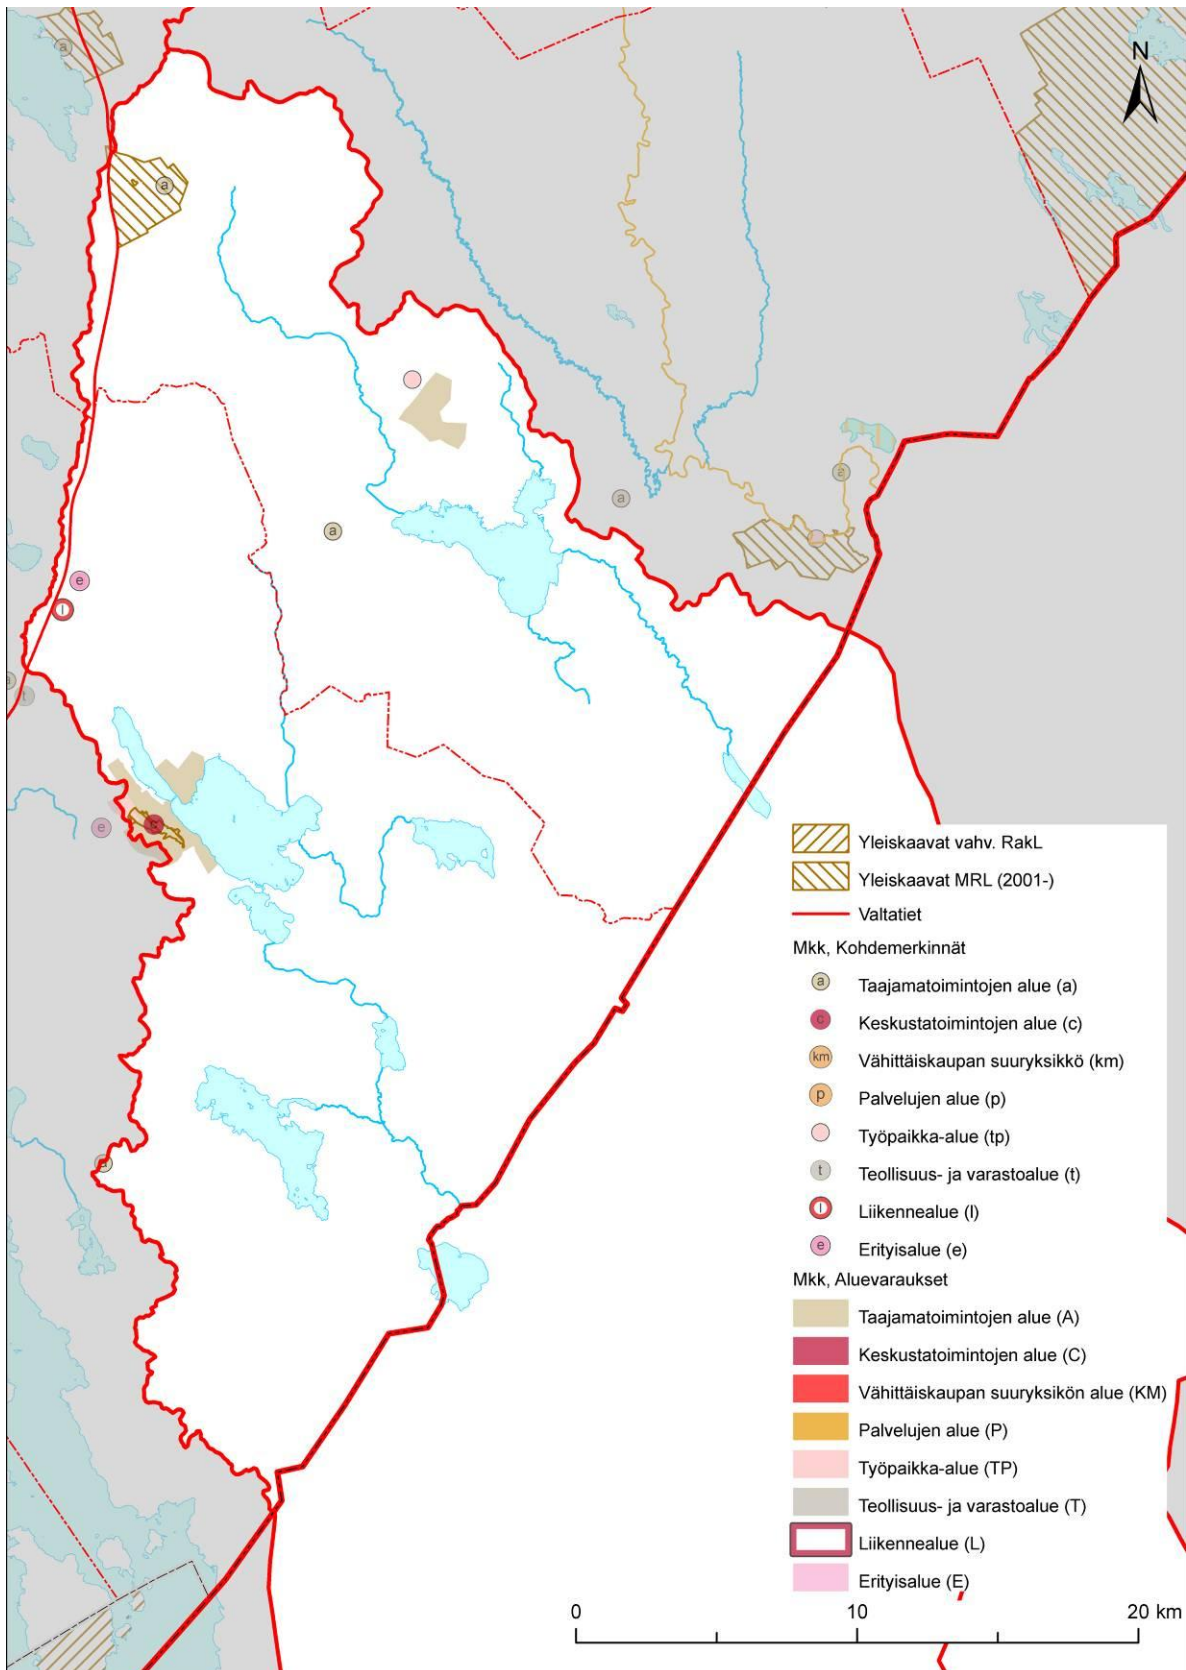 N
a
a
a
a
a
a
e
l
a
t
e
c
a
Yleiskaavat vahv. RakL
Yleiskaavat MRL (2001-)
Valtatiet
Mkk, Kohdemerkinnät
a Taajamatoimintojen alue (a)
c Keskustatoimintojen alue (c)
km Vähittäiskaupan suuryksikkö (km)
p Palvelujen alue (p)
Työpaikka-alue (tp)
t Teollisuus- ja varastoalue (t)
l Liikennealue (l)
e Erityisalue (e)
Mkk, Aluevaraukset
Taajamatoimintojen alue (A)
Keskustatoimintojen alue (C)
Vähittäiskaupan suuryksikön alue (KM)
Palvelujen alue (P)
Työpaikka-alue (TP)
Teollisuus- ja varastoalue (T)
Liikennealue (L)
Erityisalue (E)
0 10 20 km